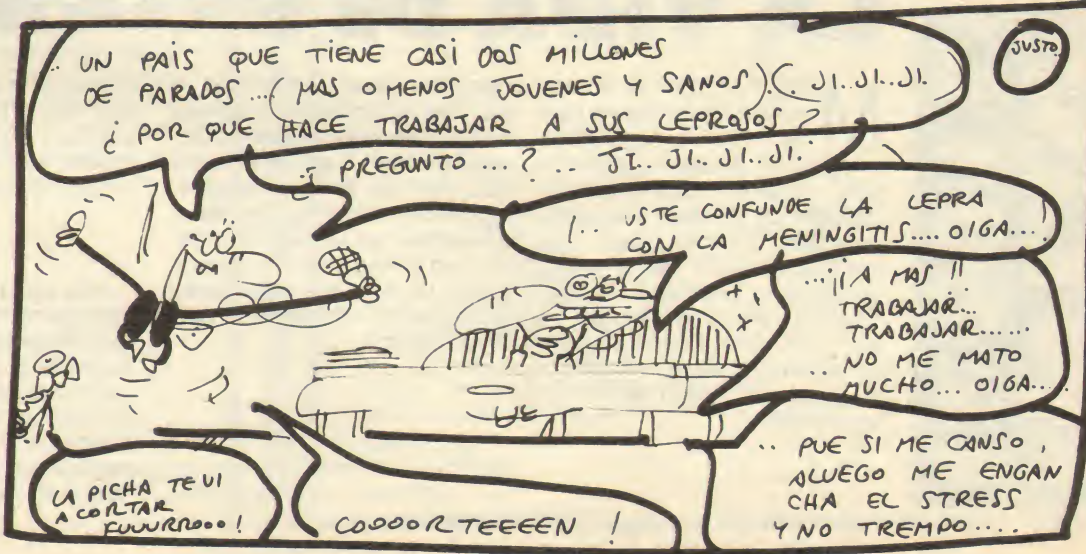 .. UN PAIS QUE TIENE CASI DOS MILLONES
DE PARADOS ... ( MAS O MENOS JOVENES Y SANOS ) ( JI..JI..JI.
¿ POR QUE HACE TRABAJAR A SUS LEPROSOS ?
¿ PREGUNTO ... ? .. JI.. JI.. JI.. JI.
JUSTO
¡.. USTE CONFUNDE LA LEPRA
CON LA MENINGITIS.... OIGA...
...¡¡ A MAS !!
TRABAJAR...
TRABAJAR......
.. NO ME MATO
MUCHO... OIGA...
.. PUE SI ME CANSO,
ALUEGO ME ENGAN
CHA EL STRESS
Y NO TREMPO....
LA PICHA TE VI
A CORTAR
FUUURROOO !
COOOORTEEEEN !
UE